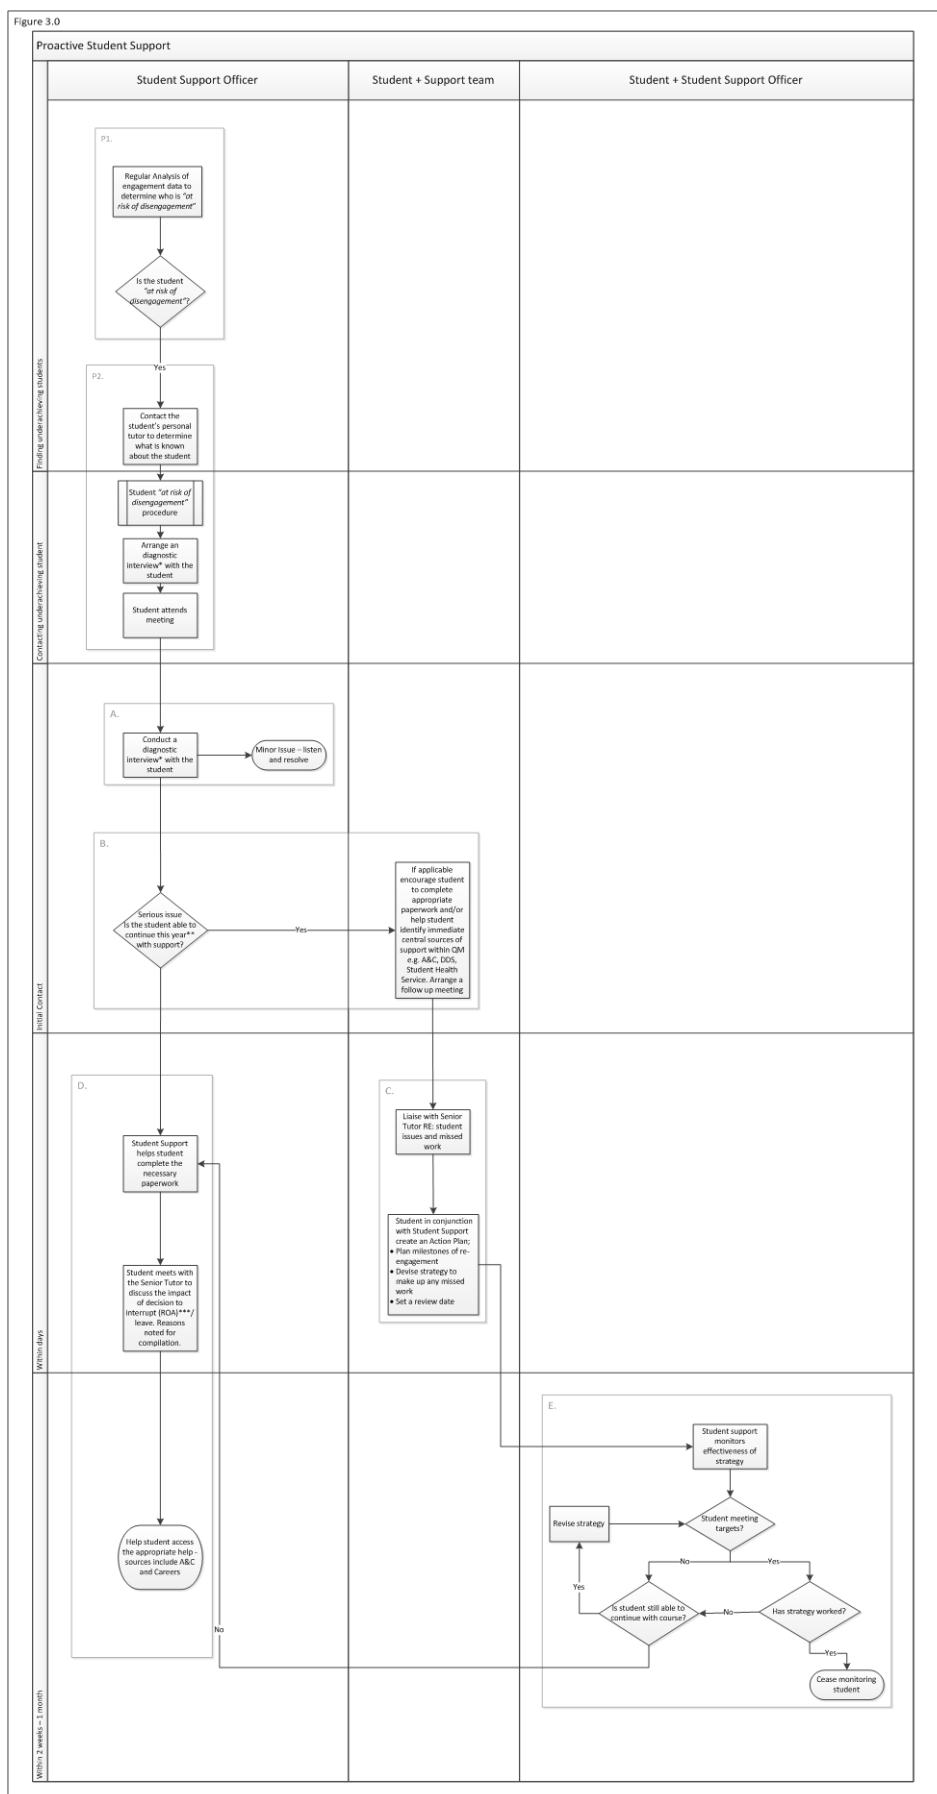 Figure 3.0
Proactive Student Support
Student Support Officer
Student + Support team
Student + Student Support Officer
Finding underachieving students
P1.
Regular Analysis of
engagement data to
determine who is "at
risk of disengagement"
Is the student
"at risk of
disengagement"?
Yes
P2.
Contact the
student's personal
tutor to determine
what is known
about the student
Contacting underachieving student
Student "at risk of
disengagement"
procedure
Arrange an
diagnostic
interview* with the
student
Student attends
meeting
Initial Contact
A.
Conduct a
diagnostic
interview* with the
student
Minor Issue – listen
and resolve
B.
Serious issue
Is the student able to
continue this year**
with support?
Yes
If applicable
encourage student
to complete
appropriate
paperwork and/or
help student
identify immediate
central sources of
support within QM
e.g. A&C, DDS,
Student Health
Service. Arrange a
follow up meeting
Within days
D.
Student Support
helps student
complete the
necessary
paperwork
Student meets with
the Senior Tutor to
discuss the impact
of decision to
interrupt (ROA)***/
leave. Reasons
noted for
compilation.
C.
Liaise with Senior
Tutor RE: student
issues and missed
work
Student in conjunction
with Student Support
create an Action Plan;
• Plan milestones of re-
engagement
• Devise strategy to
make up any missed
work
• Set a review date
Within 2 weeks – 1 month
Help student access
the appropriate help -
sources include A&C
and Careers
No
E.
Student support
monitors
effectiveness of
strategy
Revise strategy
Student meeting
targets?
No
Yes
Yes
Is student still able to
continue with course?
No
Has strategy worked?
Yes
Cease monitoring
student